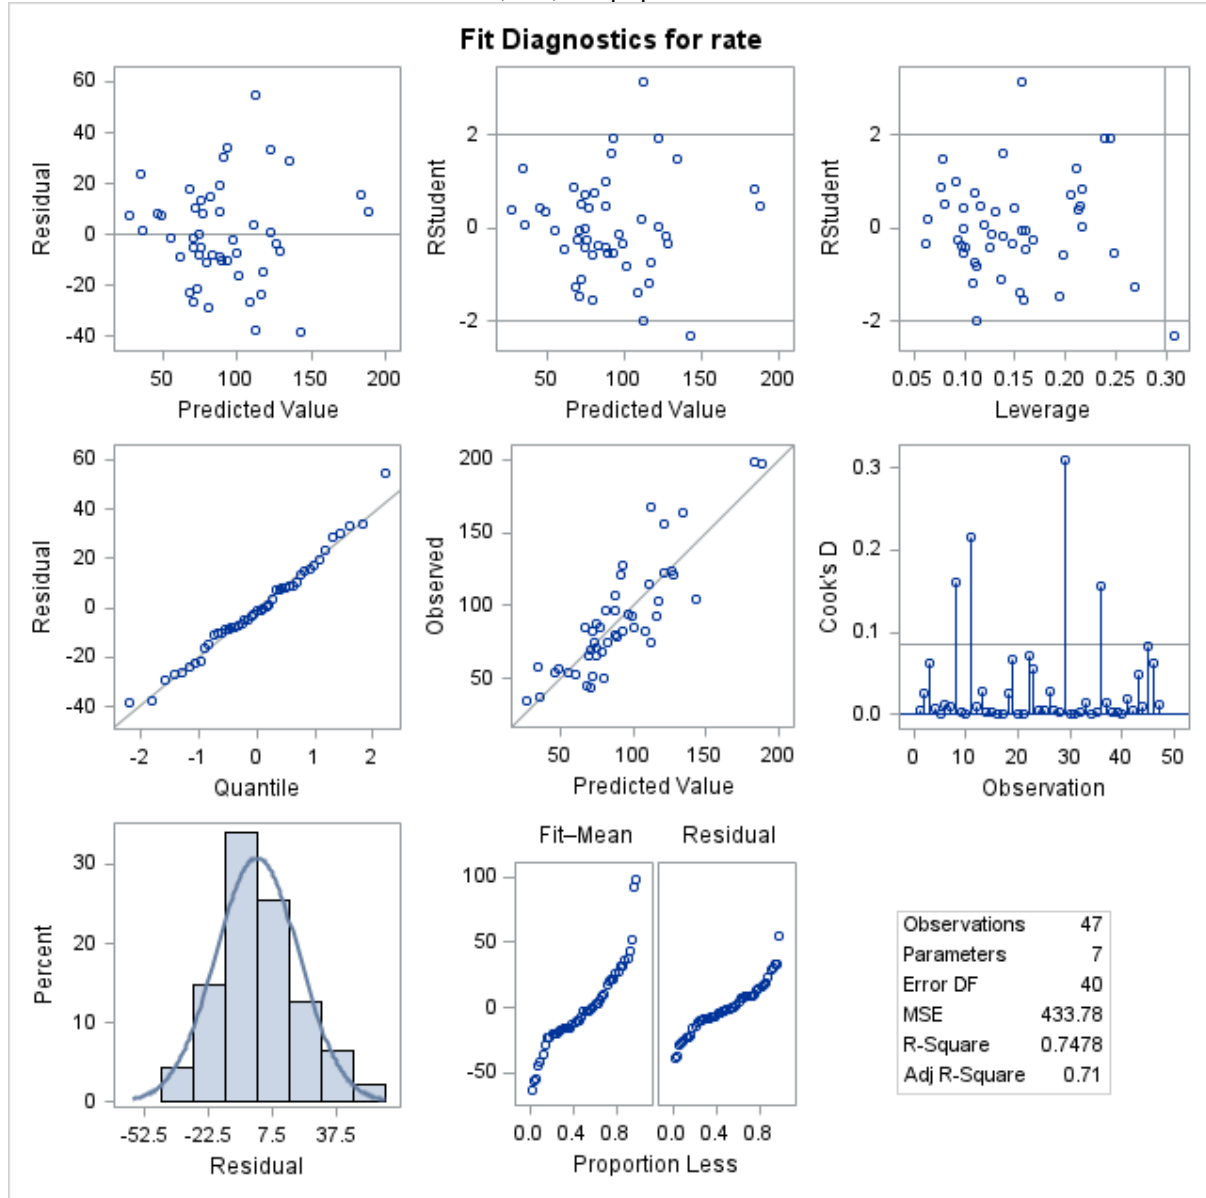 Fit Diagnostics for rate
60
40
20
0
-20
-40
Residual
50 100 150 200
Predicted Value
2
0
-2
RStudent
50 100 150 200
Predicted Value
2
0
-2
RStudent
0.05 0.10 0.15 0.20 0.25 0.30
Leverage
60
40
20
0
-20
-40
Residual
-2 -1 0 1 2
Quantile
200
150
100
50
Observed
50 100 150 200
Predicted Value
0.3
0.2
0.1
0.0
Cook's D
0 10 20 30 40 50
Observation
30
20
10
0
Percent
-52.5 -22.5 7.5 37.5
Residual
Fit–Mean Residual
100
50
0
-50
0.0 0.4 0.8 0.0 0.4 0.8
Proportion Less
Observations 47
Parameters 7
Error DF 40
MSE 433.78
R-Square 0.7478
Adj R-Square 0.71